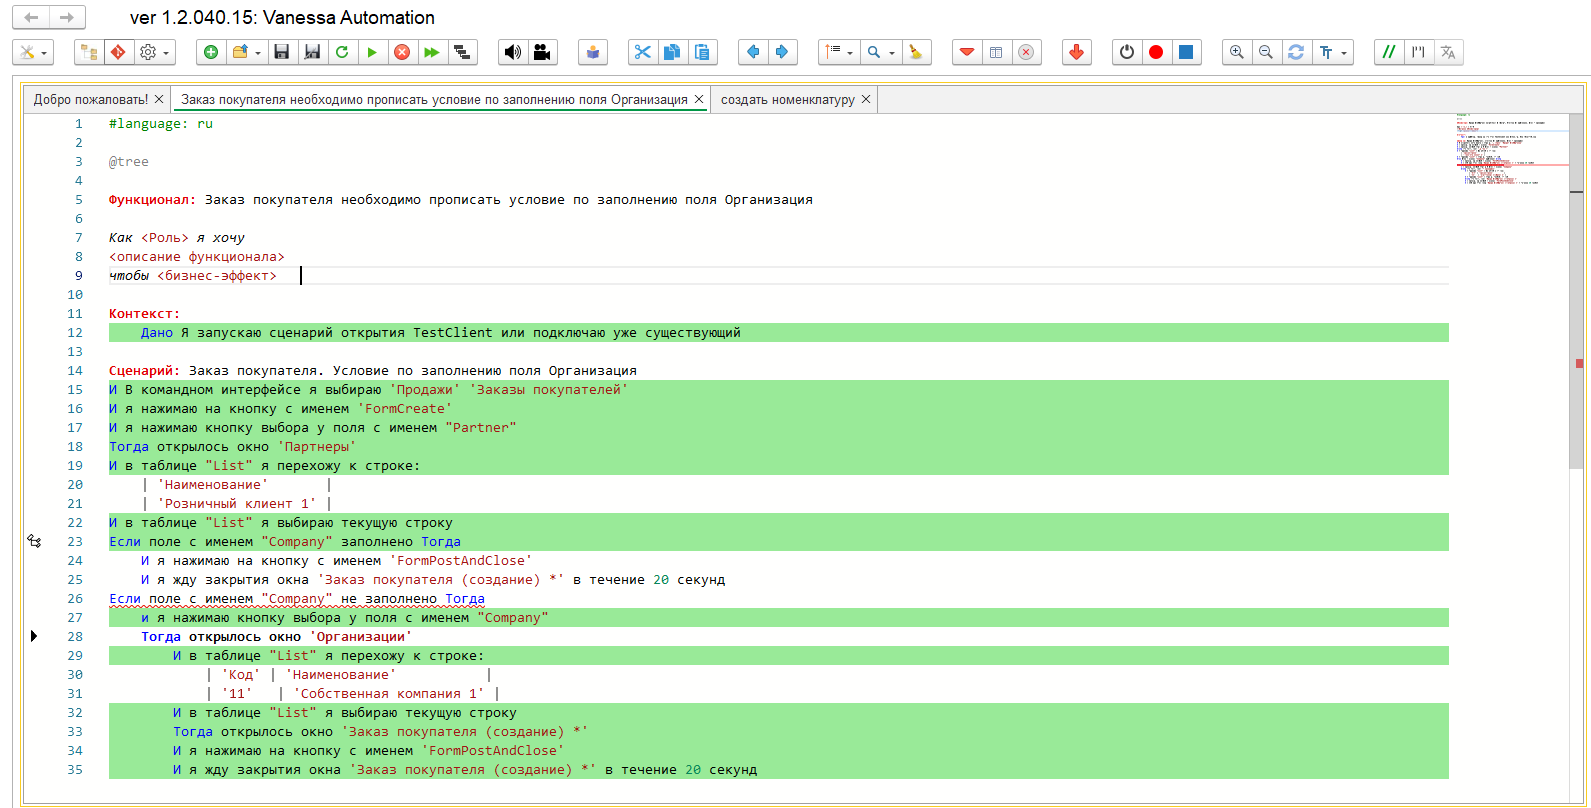 ver 1.2.040.15: Vanessa Automation
Добро пожаловать! Заказ покупателя необходимо прописать условие по заполнению поля Организация создать номенклатуру
1 #language: ru
2
3 @tree
4
5 Функционал: Заказ покупателя необходимо прописать условие по заполнению поля Организация
6
7 Как <Роль> я хочу
8 <описание функционала>
9 чтобы <бизнес-эффект>
10
11 Контекст:
12 Дано Я запускаю сценарий открытия TestClient или подключаю уже существующий
13
14 Сценарий: Заказ покупателя. Условие по заполнению поля Организация
15 И В командном интерфейсе я выбираю 'Продажи' 'Заказы покупателей'
16 И я нажимаю на кнопку с именем 'FormCreate'
17 И я нажимаю кнопку выбора у поля с именем "Partner"
18 Тогда открылось окно 'Партнеры'
19 И в таблице "List" я перехожу к строке:
20 | 'Наименование' |
21 | 'Розничный клиент 1' |
22 И в таблице "List" я выбираю текущую строку
23 Если поле с именем "Company" заполнено Тогда
24 И я нажимаю на кнопку с именем 'FormPostAndClose'
25 И я жду закрытия окна 'Заказ покупателя (создание) *' в течение 20 секунд
26 Если поле с именем "Company" не заполнено Тогда
27 и я нажимаю кнопку выбора у поля с именем "Company"
28 Тогда открылось окно 'Организации'
29 И в таблице "List" я перехожу к строке:
30 | 'Код' | 'Наименование' |
31 | '11' | 'Собственная компания 1' |
32 И в таблице "List" я выбираю текущую строку
33 Тогда открылось окно 'Заказ покупателя (создание) *'
34 И я нажимаю на кнопку с именем 'FormPostAndClose'
35 И я жду закрытия окна 'Заказ покупателя (создание) *' в течение 20 секунд